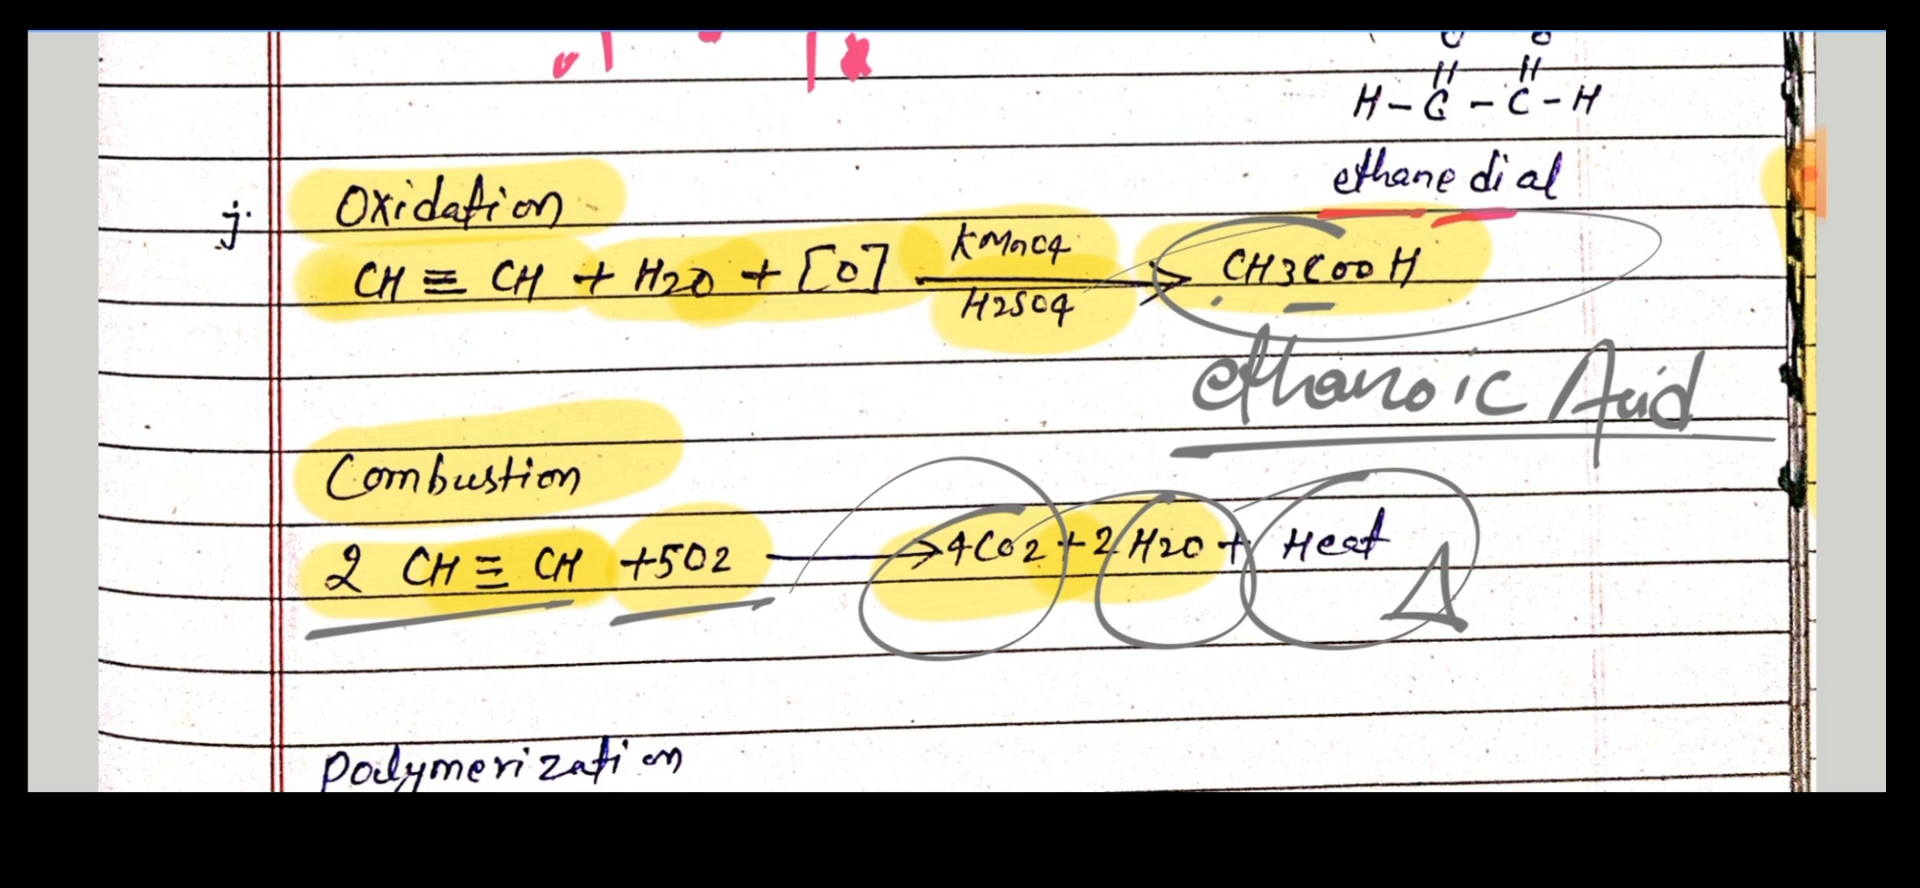 O O
|| ||
H - C - C - H
ethane dial
j. Oxidation
CH ≡ CH + H2O + [O] KMnO4 / H2SO4 → CH3COOH
ethanoic Acid
Combustion
2 CH ≡ CH + 5O2 → 4CO2 + 2H2O + Heat Δ
Polymerization